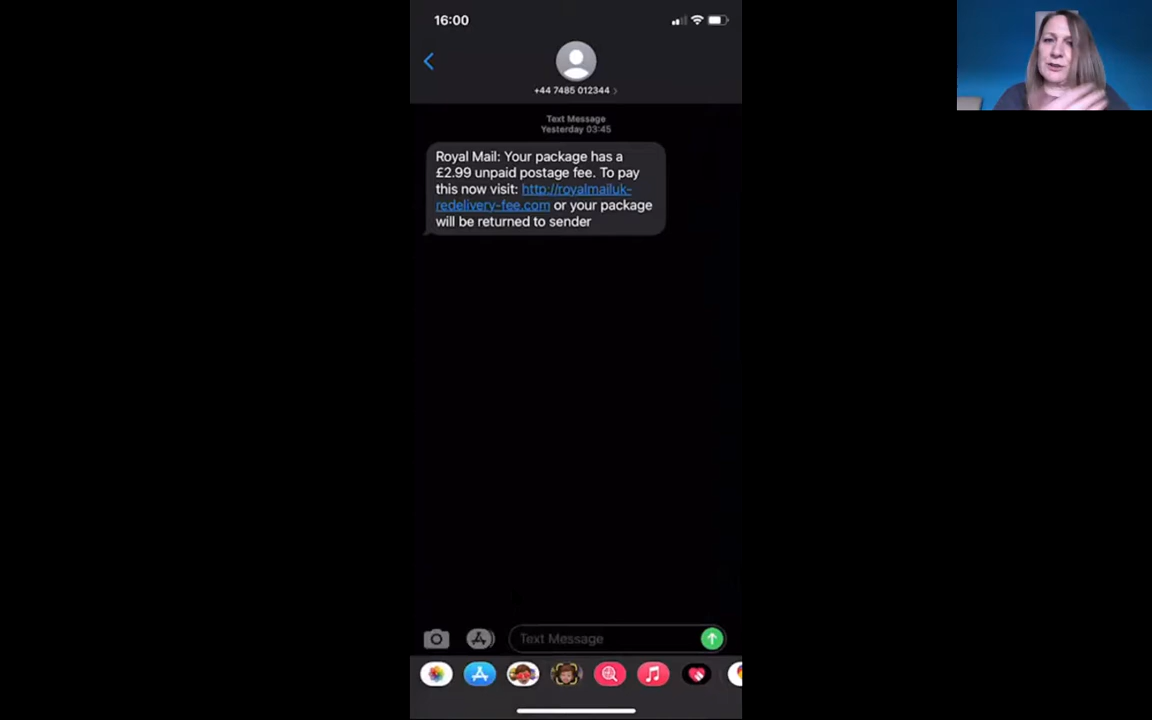 16:00
+44 7485 012344
Text Message
Yesterday 03:45
Royal Mail: Your package has a
£2.99 unpaid postage fee. To pay
this now visit: http://royalmailuk-
redelivery-fee.com or your package
will be returned to sender
Text Message